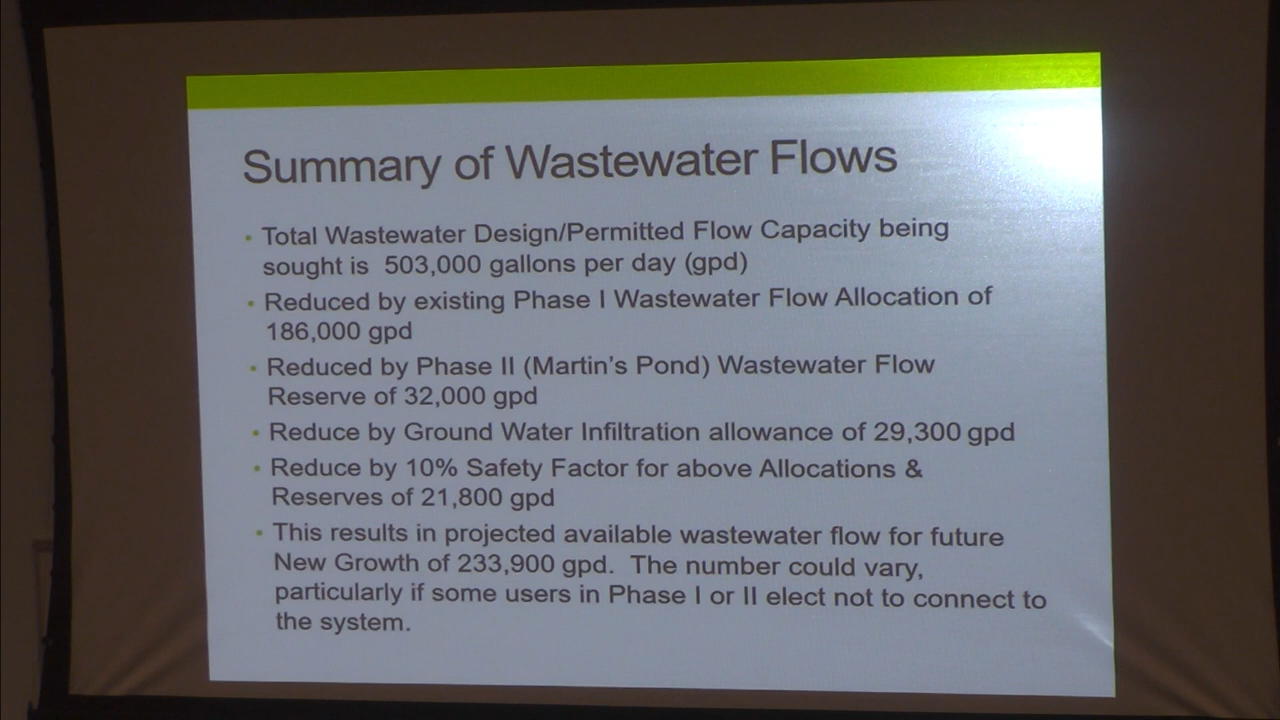 Summary of Wastewater Flows
• Total Wastewater Design/Permitted Flow Capacity being
sought is 503,000 gallons per day (gpd)
• Reduced by existing Phase I Wastewater Flow Allocation of
186,000 gpd
• Reduced by Phase II (Martin's Pond) Wastewater Flow
Reserve of 32,000 gpd
• Reduce by Ground Water Infiltration allowance of 29,300 gpd
• Reduce by 10% Safety Factor for above Allocations &
Reserves of 21,800 gpd
• This results in projected available wastewater flow for future
New Growth of 233,900 gpd. The number could vary,
particularly if some users in Phase I or II elect not to connect to
the system.